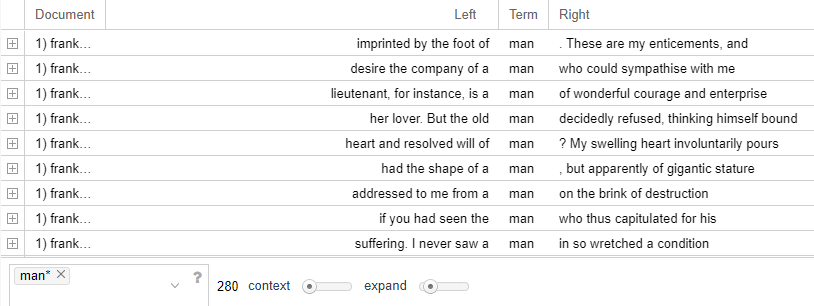 Document Left Term Right
1) frank... imprinted by the foot of man . These are my enticements, and
1) frank... desire the company of a man who could sympathise with me
1) frank... lieutenant, for instance, is a man of wonderful courage and enterprise
1) frank... her lover. But the old man decidedly refused, thinking himself bound
1) frank... heart and resolved will of man ? My swelling heart involuntarily pours
1) frank... had the shape of a man , but apparently of gigantic stature
1) frank... addressed to me from a man on the brink of destruction
1) frank... if you had seen the man who thus capitulated for his
1) frank... suffering. I never saw a man in so wretched a condition
man* × ? 280 context expand